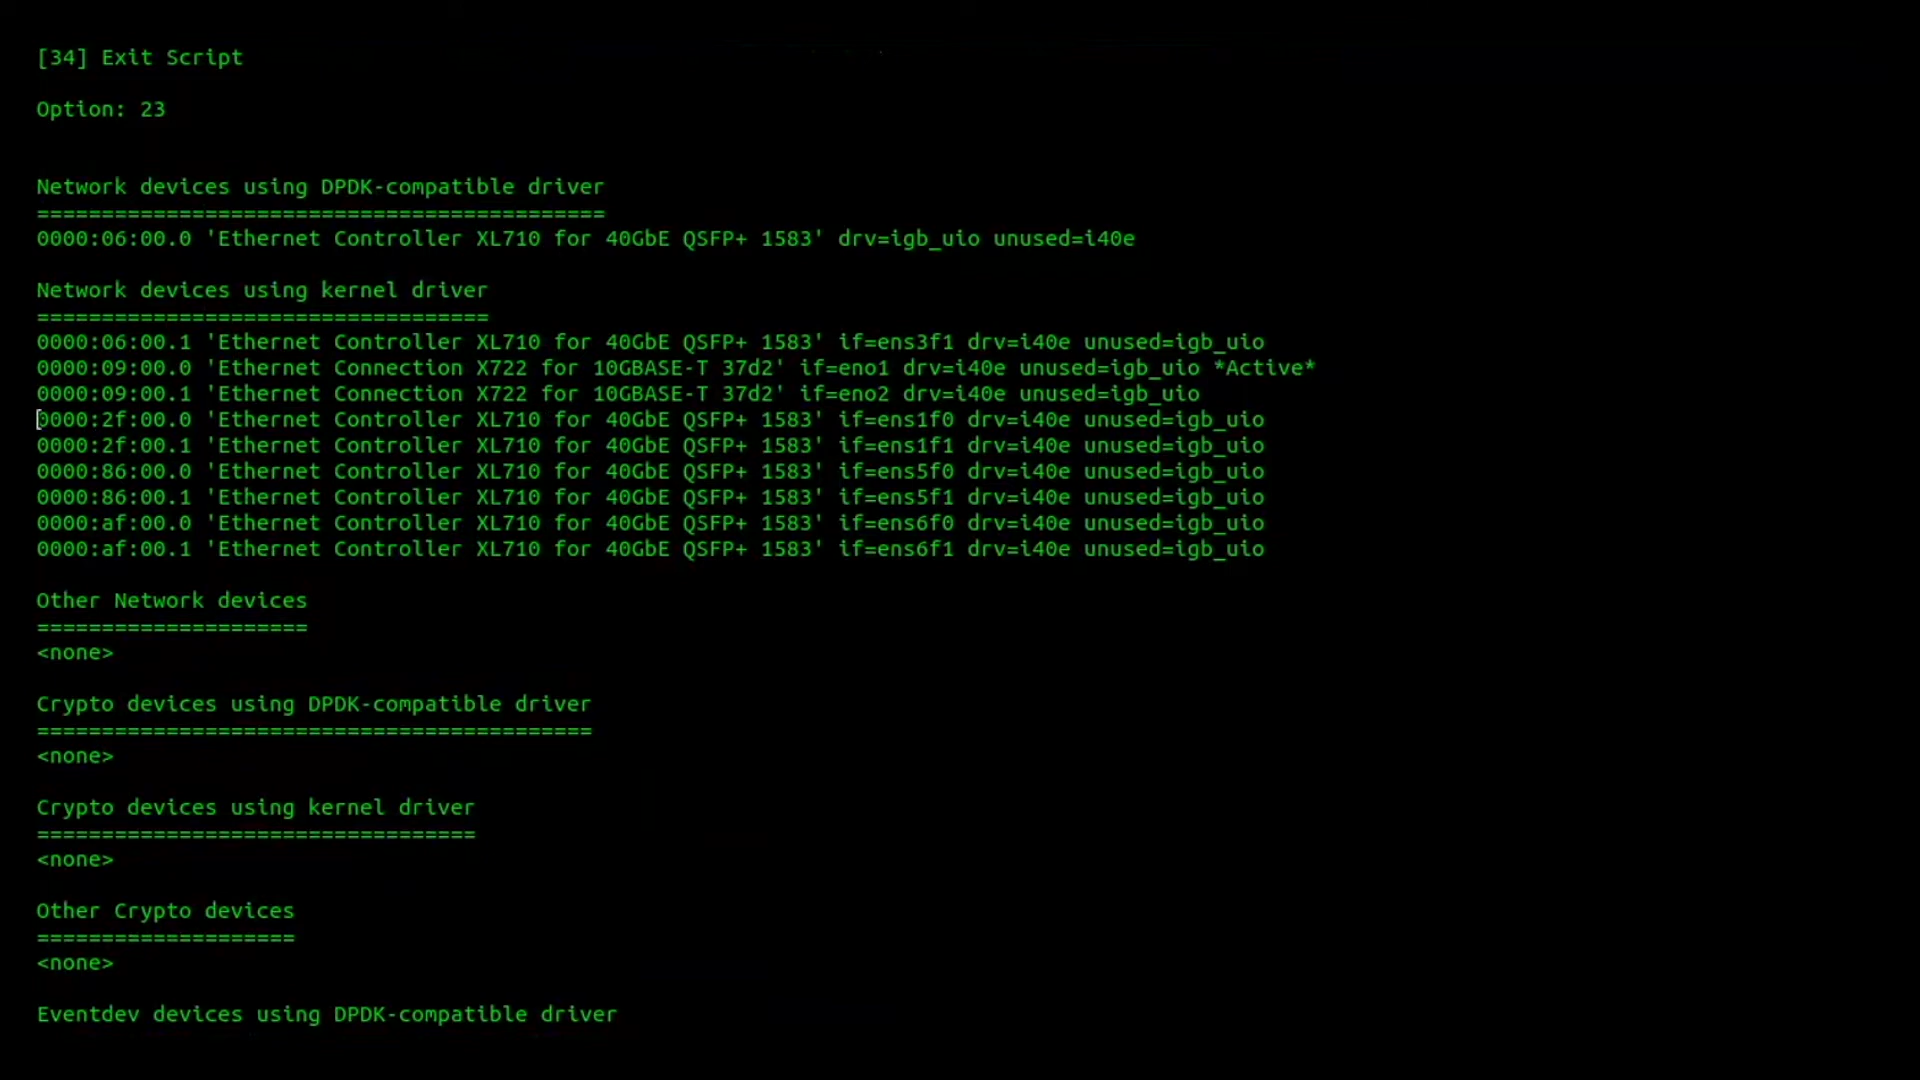 [34] Exit Script
Option: 23
Network devices using DPDK-compatible driver
============================================
0000:06:00.0 'Ethernet Controller XL710 for 40GbE QSFP+ 1583' drv=igb_uio unused=i40e
Network devices using kernel driver
===================================
0000:06:00.1 'Ethernet Controller XL710 for 40GbE QSFP+ 1583' if=ens3f1 drv=i40e unused=igb_uio
0000:09:00.0 'Ethernet Connection X722 for 10GBASE-T 37d2' if=eno1 drv=i40e unused=igb_uio *Active*
0000:09:00.1 'Ethernet Connection X722 for 10GBASE-T 37d2' if=eno2 drv=i40e unused=igb_uio
0000:2f:00.0 'Ethernet Controller XL710 for 40GbE QSFP+ 1583' if=ens1f0 drv=i40e unused=igb_uio
0000:2f:00.1 'Ethernet Controller XL710 for 40GbE QSFP+ 1583' if=ens1f1 drv=i40e unused=igb_uio
0000:86:00.0 'Ethernet Controller XL710 for 40GbE QSFP+ 1583' if=ens5f0 drv=i40e unused=igb_uio
0000:86:00.1 'Ethernet Controller XL710 for 40GbE QSFP+ 1583' if=ens5f1 drv=i40e unused=igb_uio
0000:af:00.0 'Ethernet Controller XL710 for 40GbE QSFP+ 1583' if=ens6f0 drv=i40e unused=igb_uio
0000:af:00.1 'Ethernet Controller XL710 for 40GbE QSFP+ 1583' if=ens6f1 drv=i40e unused=igb_uio
Other Network devices
=====================
<none>
Crypto devices using DPDK-compatible driver
===========================================
<none>
Crypto devices using kernel driver
==================================
<none>
Other Crypto devices
====================
<none>
Eventdev devices using DPDK-compatible driver